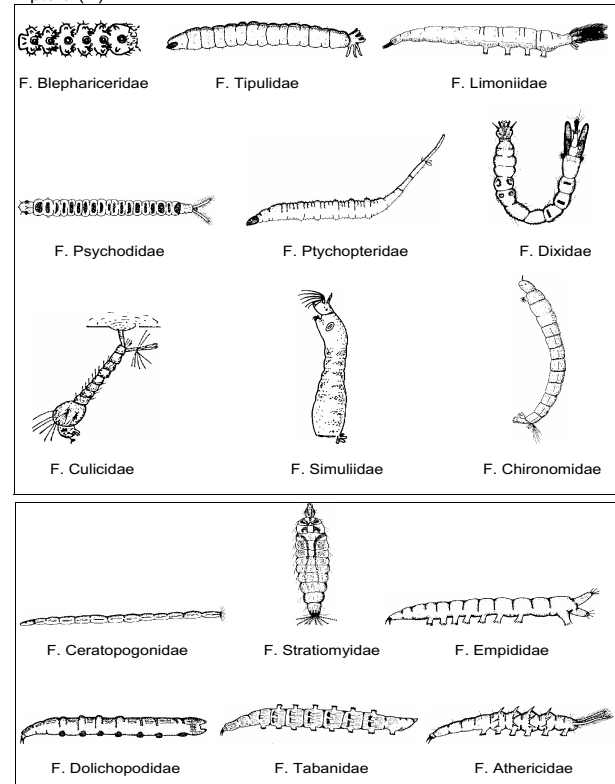 F. Blephariceridae F. Tipulidae F. Limoniidae
F. Psychodidae F. Ptychopteridae F. Dixidae
F. Culicidae F. Simuliidae F. Chironomidae
F. Ceratopogonidae F. Stratiomyidae F. Empididae
F. Dolichopodidae F. Tabanidae F. Athericidae